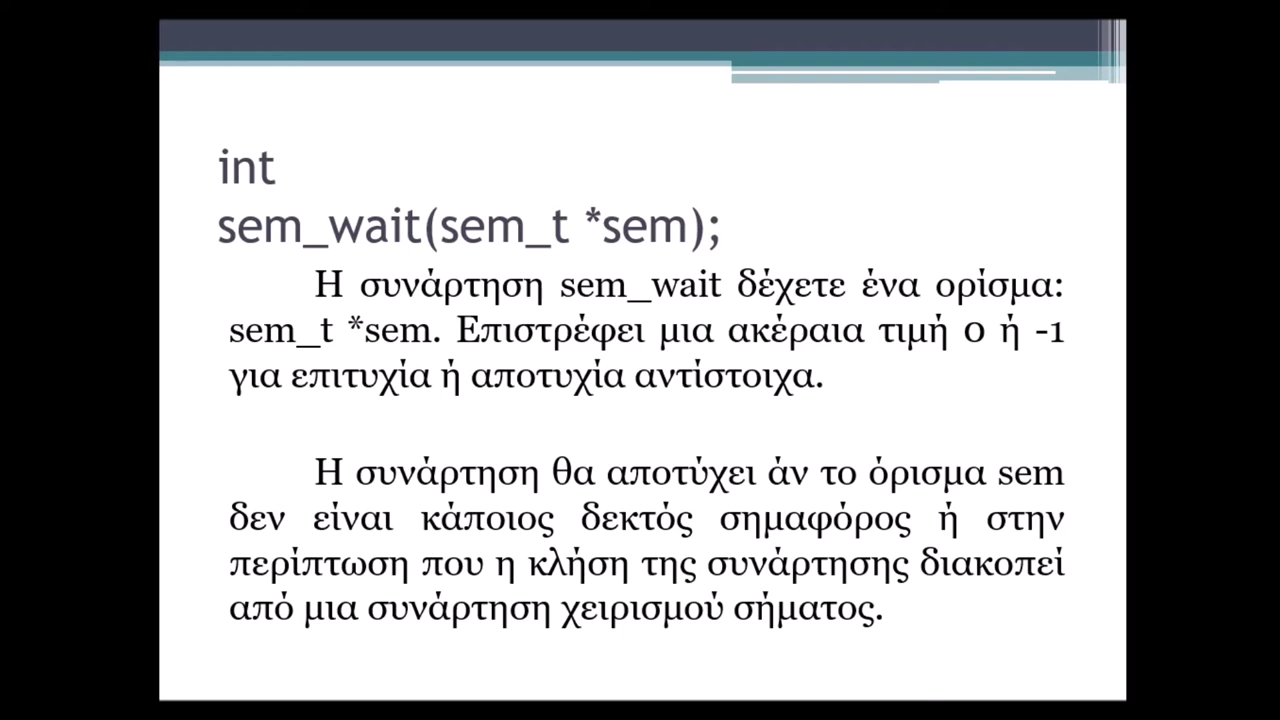 int
sem_wait(sem_t *sem);
Η συνάρτηση sem_wait δέχετε ένα ορίσμα:
sem_t *sem. Επιστρέφει μια ακέραια τιμή 0 ή -1
για επιτυχία ή αποτυχία αντίστοιχα.
Η συνάρτηση θα αποτύχει άν το όρισμα sem
δεν είναι κάποιος δεκτός σημαφόρος ή στην
περίπτωση που η κλήση της συνάρτησης διακοπεί
από μια συνάρτηση χειρισμού σήματος.